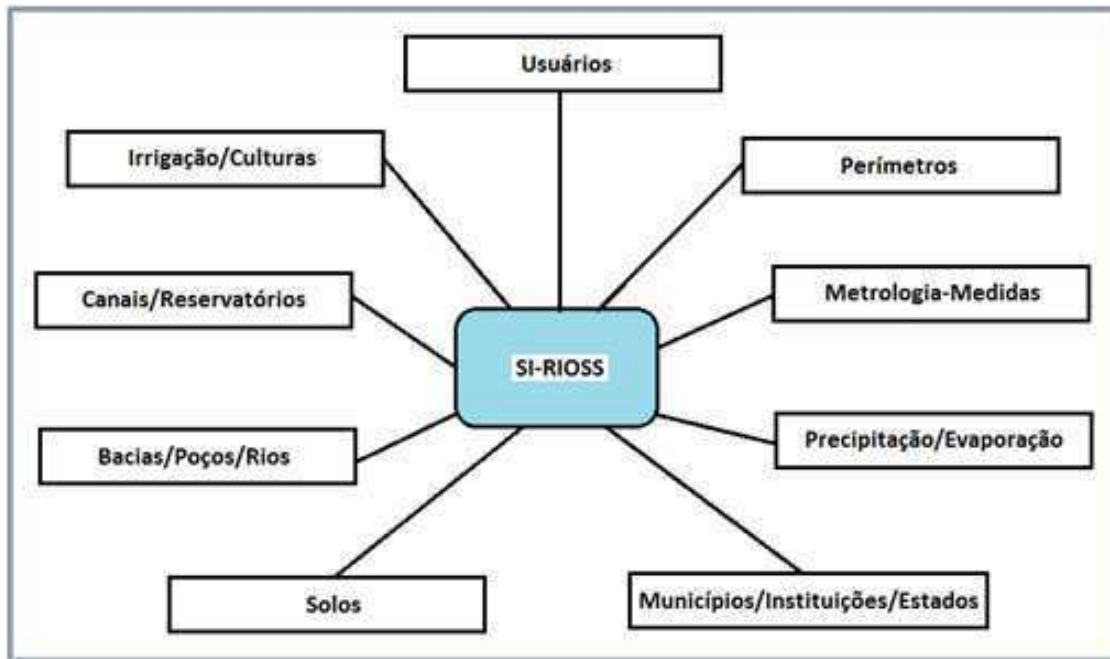 Usuários
Irrigação/Culturas
Perímetros
Canais/Reservatórios
Metrologia-Medidas
SI-RIOSS
Bacias/Poços/Rios
Precipitação/Evaporação
Solos
Municípios/Instituições/Estados